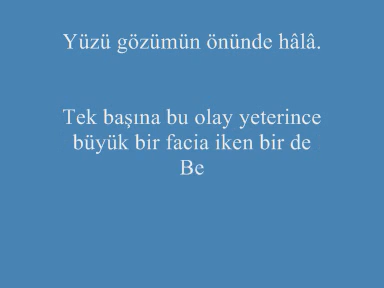 Yüzü gözümün önünde hâlâ.
Tek başına bu olay yeterince
büyük bir facia iken bir de
Be